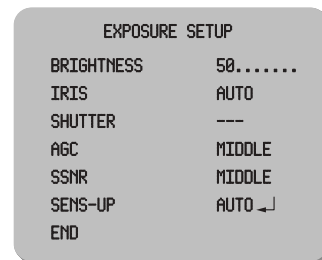 EXPOSURE SETUP
BRIGHTNESS 50.......
IRIS AUTO
SHUTTER ---
AGC MIDDLE
SSNR MIDDLE
SENS-UP AUTO ↵
END